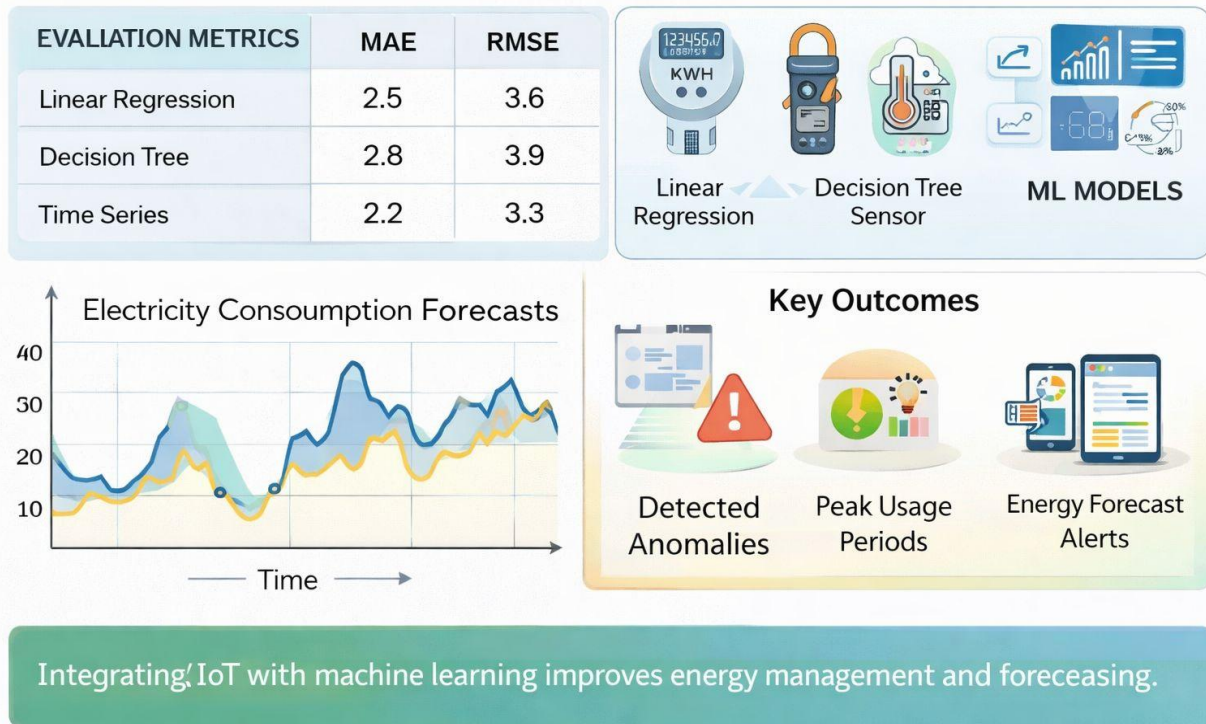 EVALIATION METRICS MAE RMSE
Linear Regression 2.5 3.6
Decision Tree 2.8 3.9
Time Series 2.2 3.3
KWH
Linear
Regression
Decision Tree
Sensor
ML MODELS
Electricity Consoumption Forecasts
40
30
20
10
Time
Key Outcomes
Detected
Anomalies
Peak Usage
Periods
Energy Forecast
Alerts
Integrating IoT with machine learning improves energy management and foreceasing.